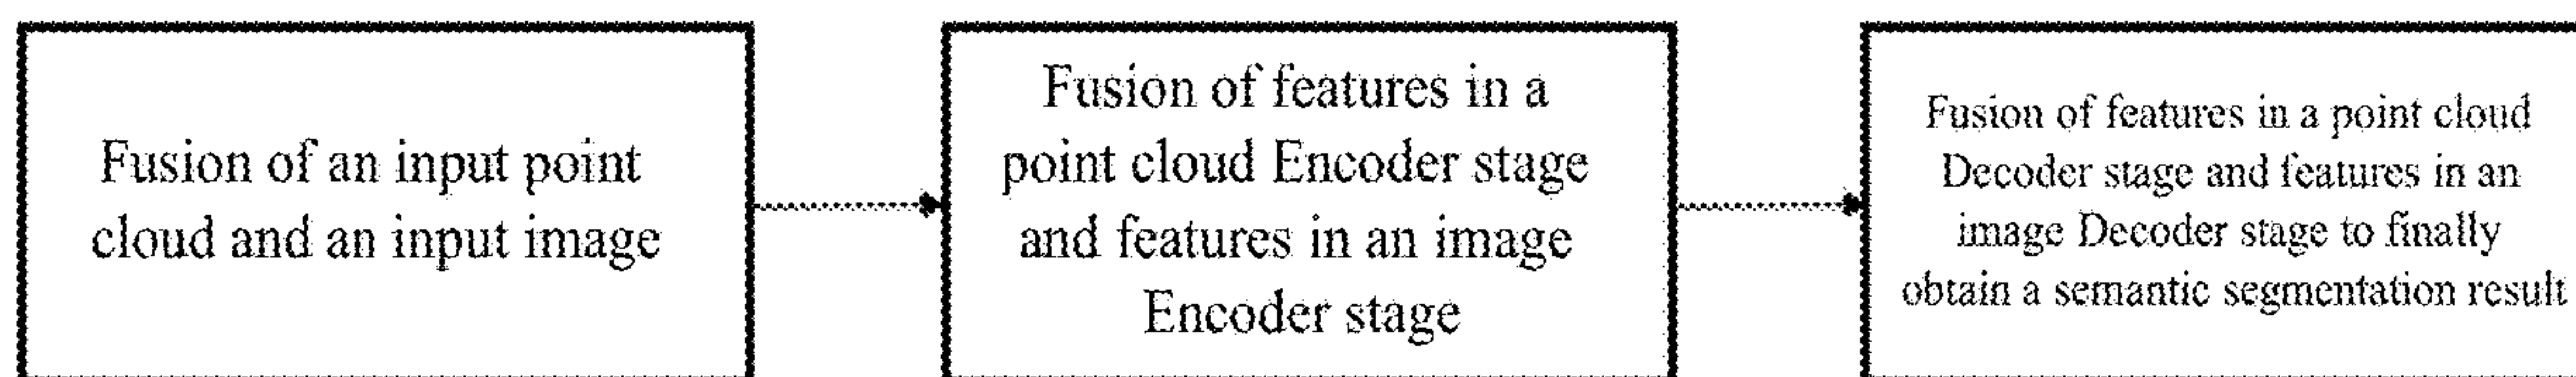 Fusion of an input point
cloud and an input image
Fusion of features in a
point cloud Encoder stage
and features in an image
Encoder stage
Fusion of features in a point cloud
Decoder stage and features in an
image Decoder stage to finally
obtain a semantic segmentation result